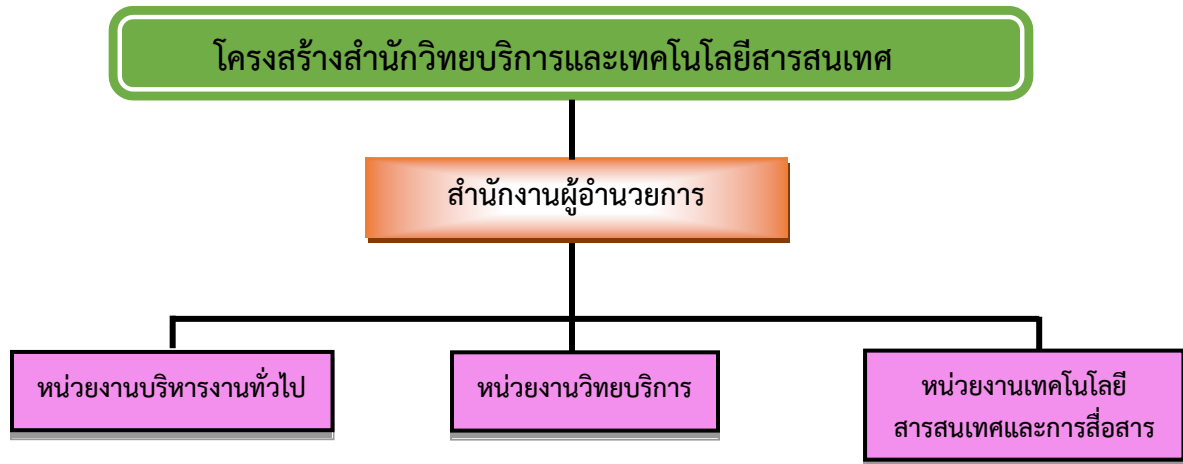 โครงสร้างสำนักวิทยบริการและเทคโนโลยีสารสนเทศ
สำนักงานผู้อำนวยการ
หน่วยงานบริหารงานทั่วไป
หน่วยงานวิทยบริการ
หน่วยงานเทคโนโลยี
สารสนเทศและการสื่อสาร